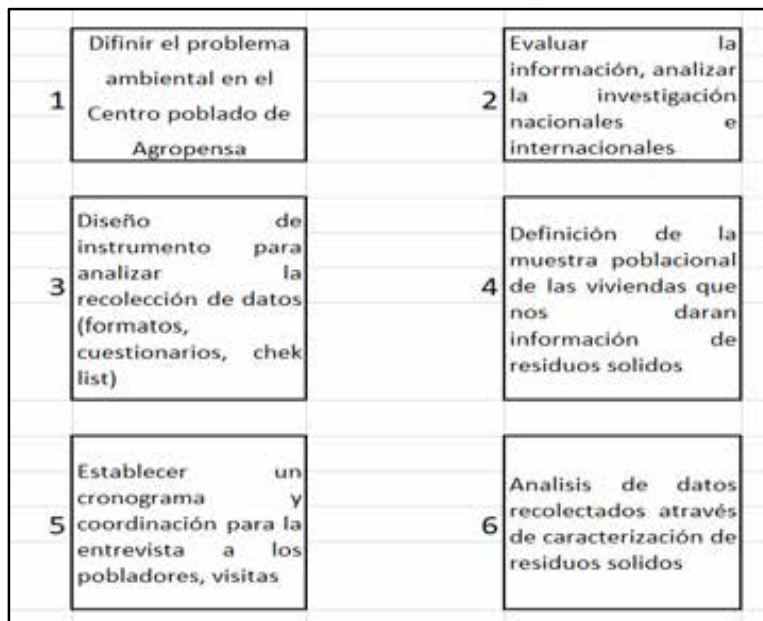 1
Difinir el problema
ambiental en el
Centro poblado de
Agropensa
2
Evaluar la
información, analizar
la investigación
nacionales e
internacionales
3
Diseño de
instrumento para
analizar la
recolección de datos
(formatos,
cuestionarios, chek
list)
4
Definición de la
muestra poblacional
de las viviendas que
nos daran
información de
residuos solidos
5
Establecer un
cronograma y
coordinación para la
entrevista a los
pobladores, visitas
6
Analisis de datos
recolectados através
de caracterización de
residuos solidos